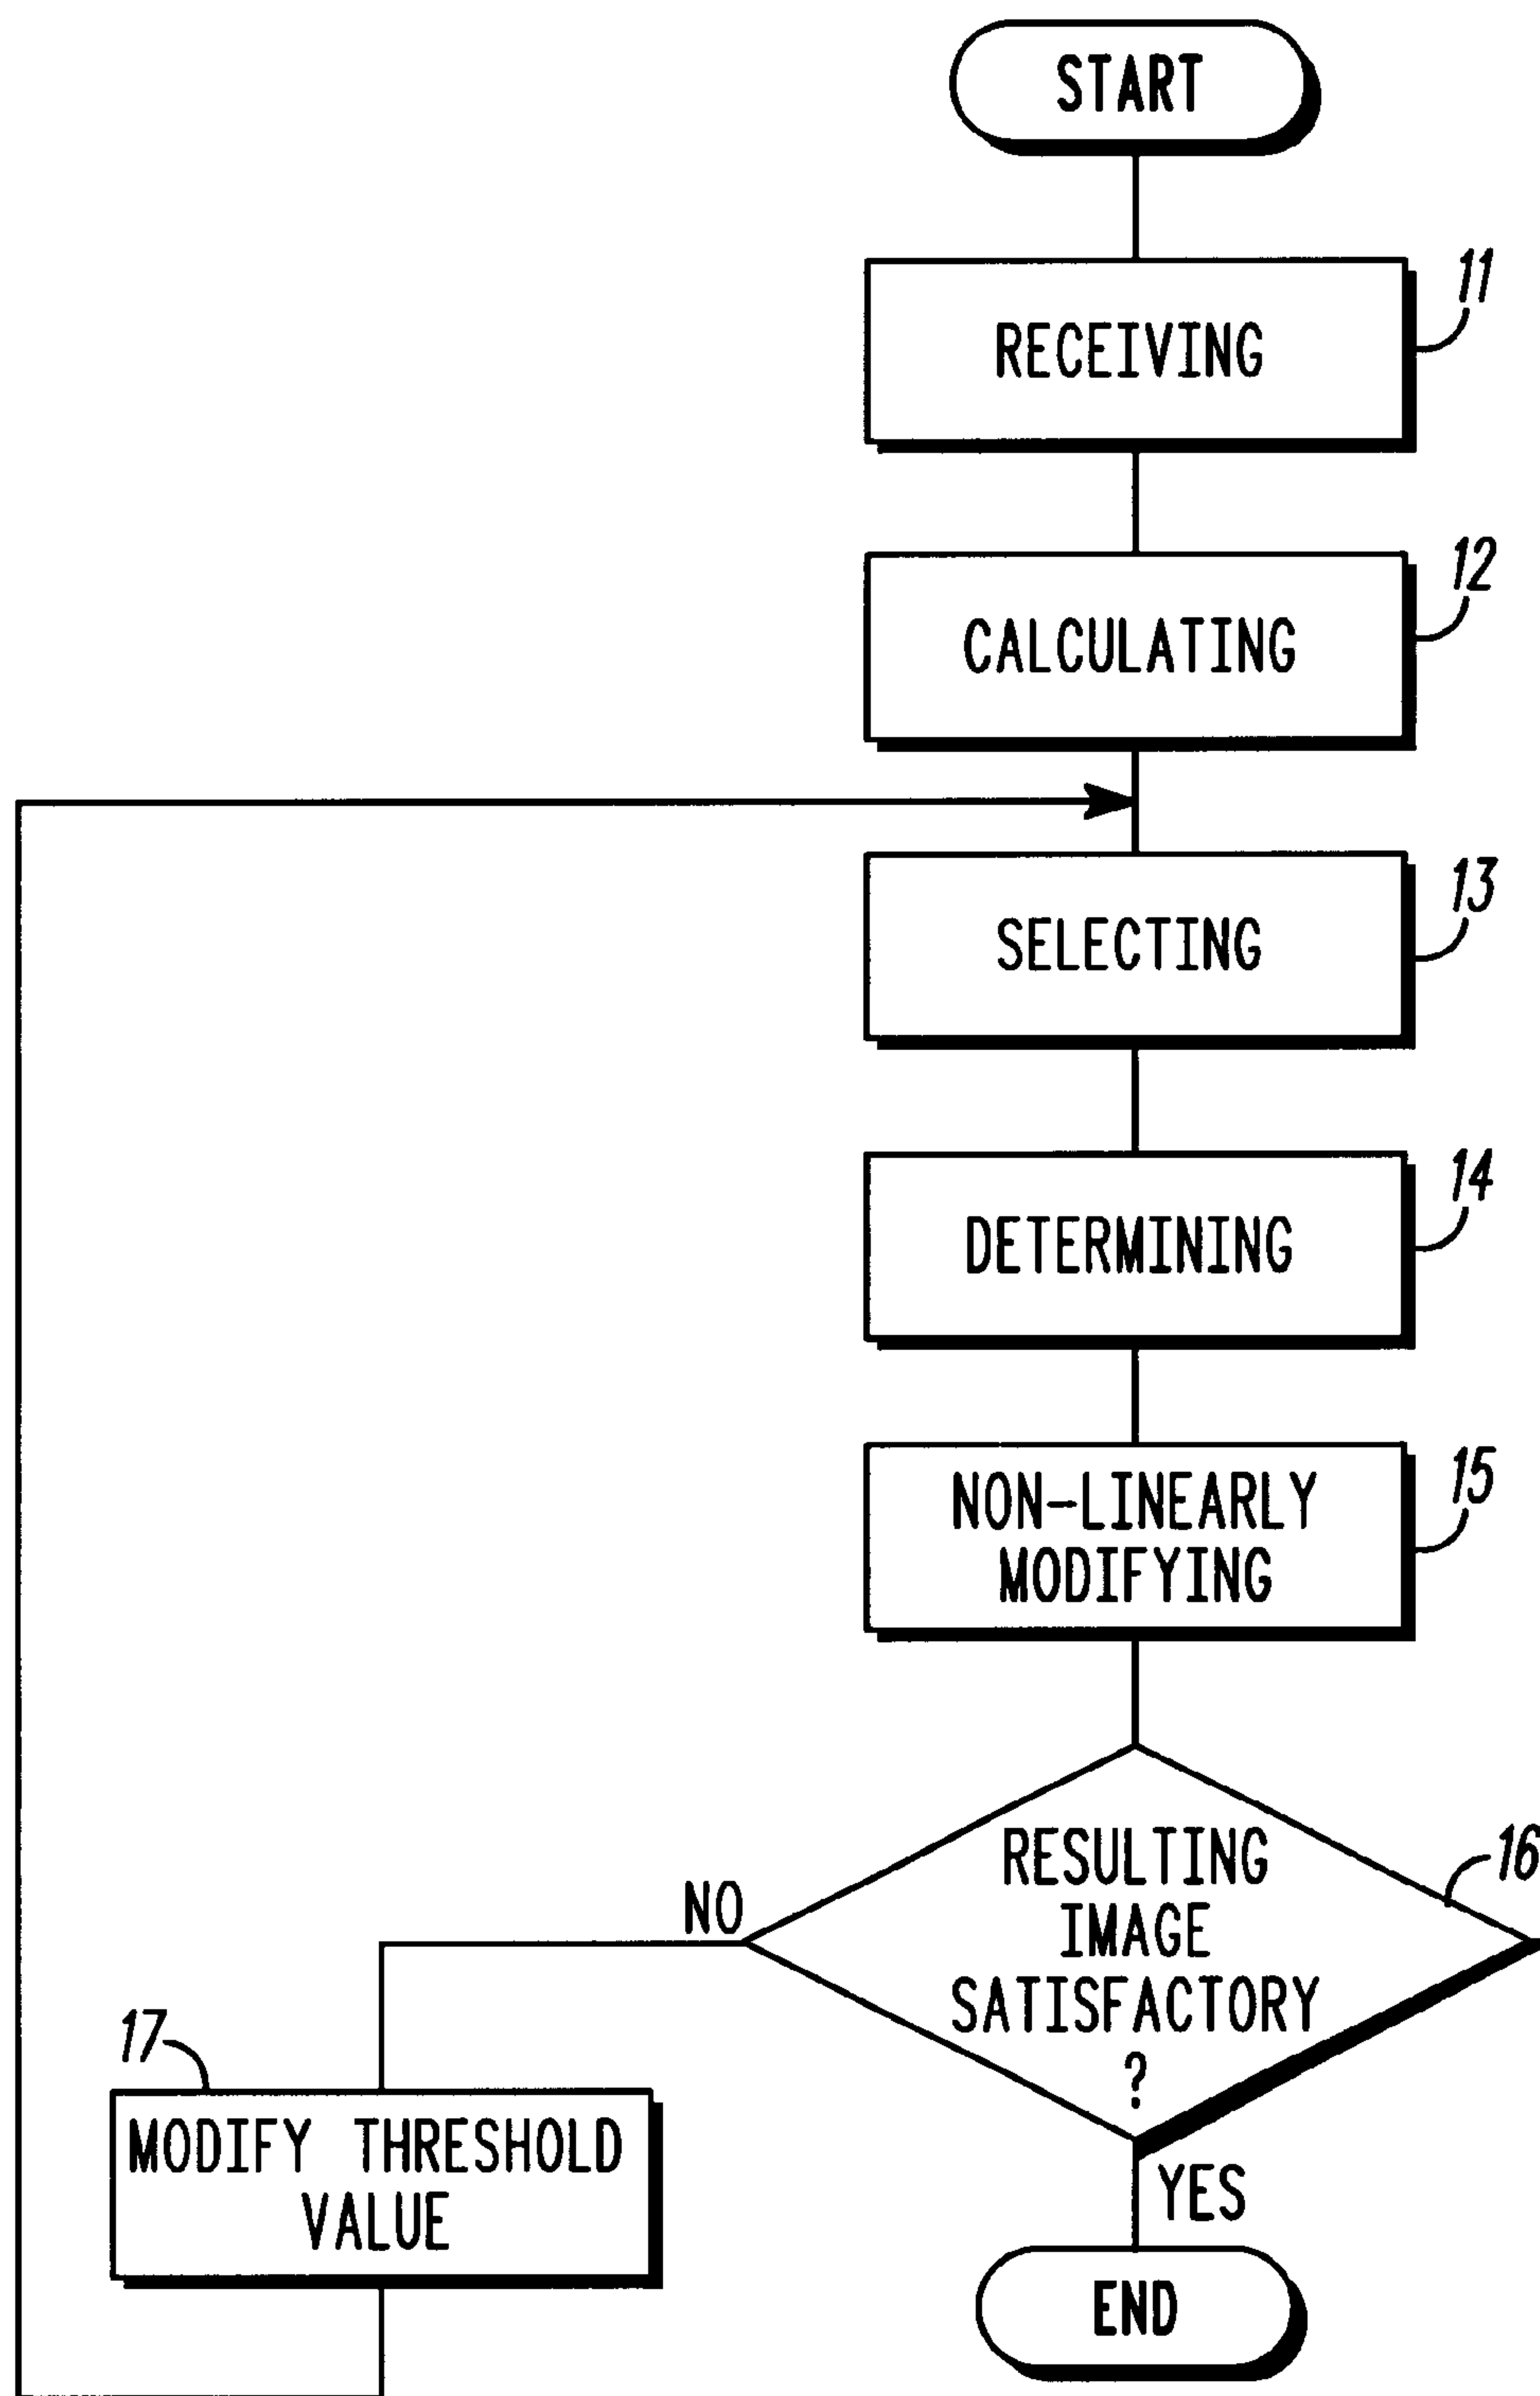 START
RECEIVING
11
CALCULATING
12
SELECTING
13
DETERMINING
14
NON-LINEARLY
MODIFYING
15
RESULTING
IMAGE
SATISFACTORY
?
16
NO
17
MODIFY THRESHOLD
VALUE
YES
END